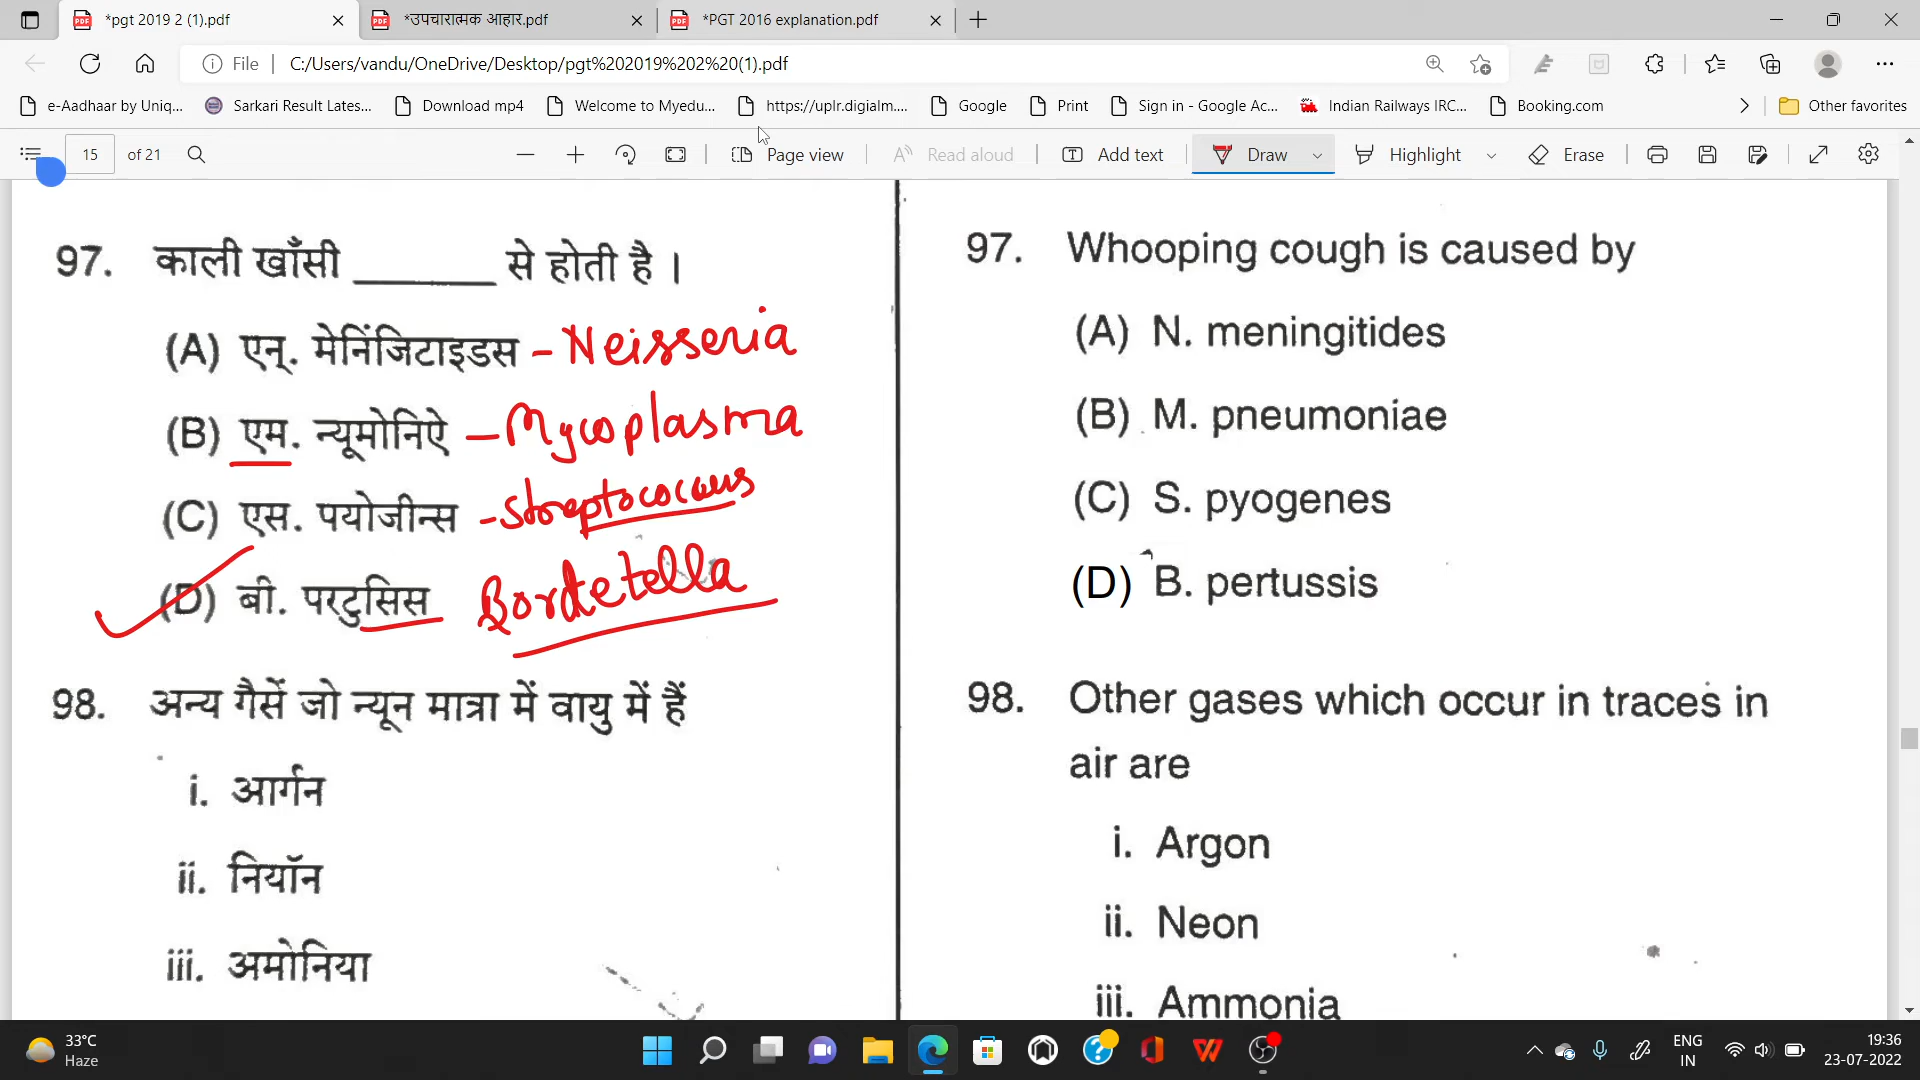 *pgt 2019 2 (1).pdf
*उपचारात्मक आहार.pdf
*PGT 2016 explanation.pdf
File
C:/Users/vandu/OneDrive/Desktop/pgt%202019%202%20(1).pdf
e-Aadhaar by Uniq...
Sarkari Result Lates...
Download mp4
Welcome to Myedu...
https://uplr.digialm....
Google
Print
Sign in - Google Ac...
Indian Railways IRC...
Booking.com
Other favorites
15 of 21
Page view
Read aloud
Add text
Draw
Highlight
Erase
97. काली खाँसी ______ से होती है ।
(A) एन्. मेनिंजिटाइडस - Neisseria
(B) एम. न्यूमोनिऐ - Mycoplasma
(C) एस. पयोजीन्स - Streptococcus
(D) बी. परटुसिस Bordetella
98. अन्य गैसें जो न्यून मात्रा में वायु में हैं
i. आर्गन
ii. नियॉन
iii. अमोनिया
97. Whooping cough is caused by
(A) N. meningitides
(B) M. pneumoniae
(C) S. pyogenes
(D) B. pertussis
98. Other gases which occur in traces in
air are
i. Argon
ii. Neon
iii. Ammonia
33°C
Haze
ENG
IN
19:36
23-07-2022